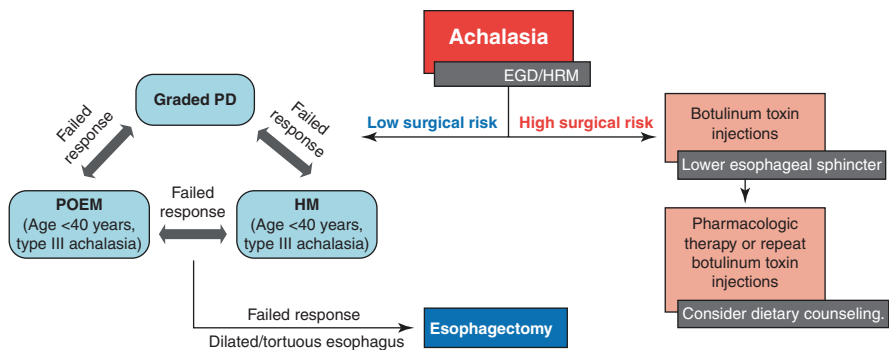 Achalasia
EGD/HRM
Low surgical risk
High surgical risk
Graded PD
Failed
response
Failed
response
POEM
(Age <40 years,
type III achalasia)
Failed
response
HM
(Age <40 years,
type III achalasia)
Failed response
Dilated/tortuous esophagus
Esophagectomy
Botulinum toxin
injections
Lower esophageal sphincter
Pharmacologic
therapy or repeat
botulinum toxin
injections
Consider dietary counseling.